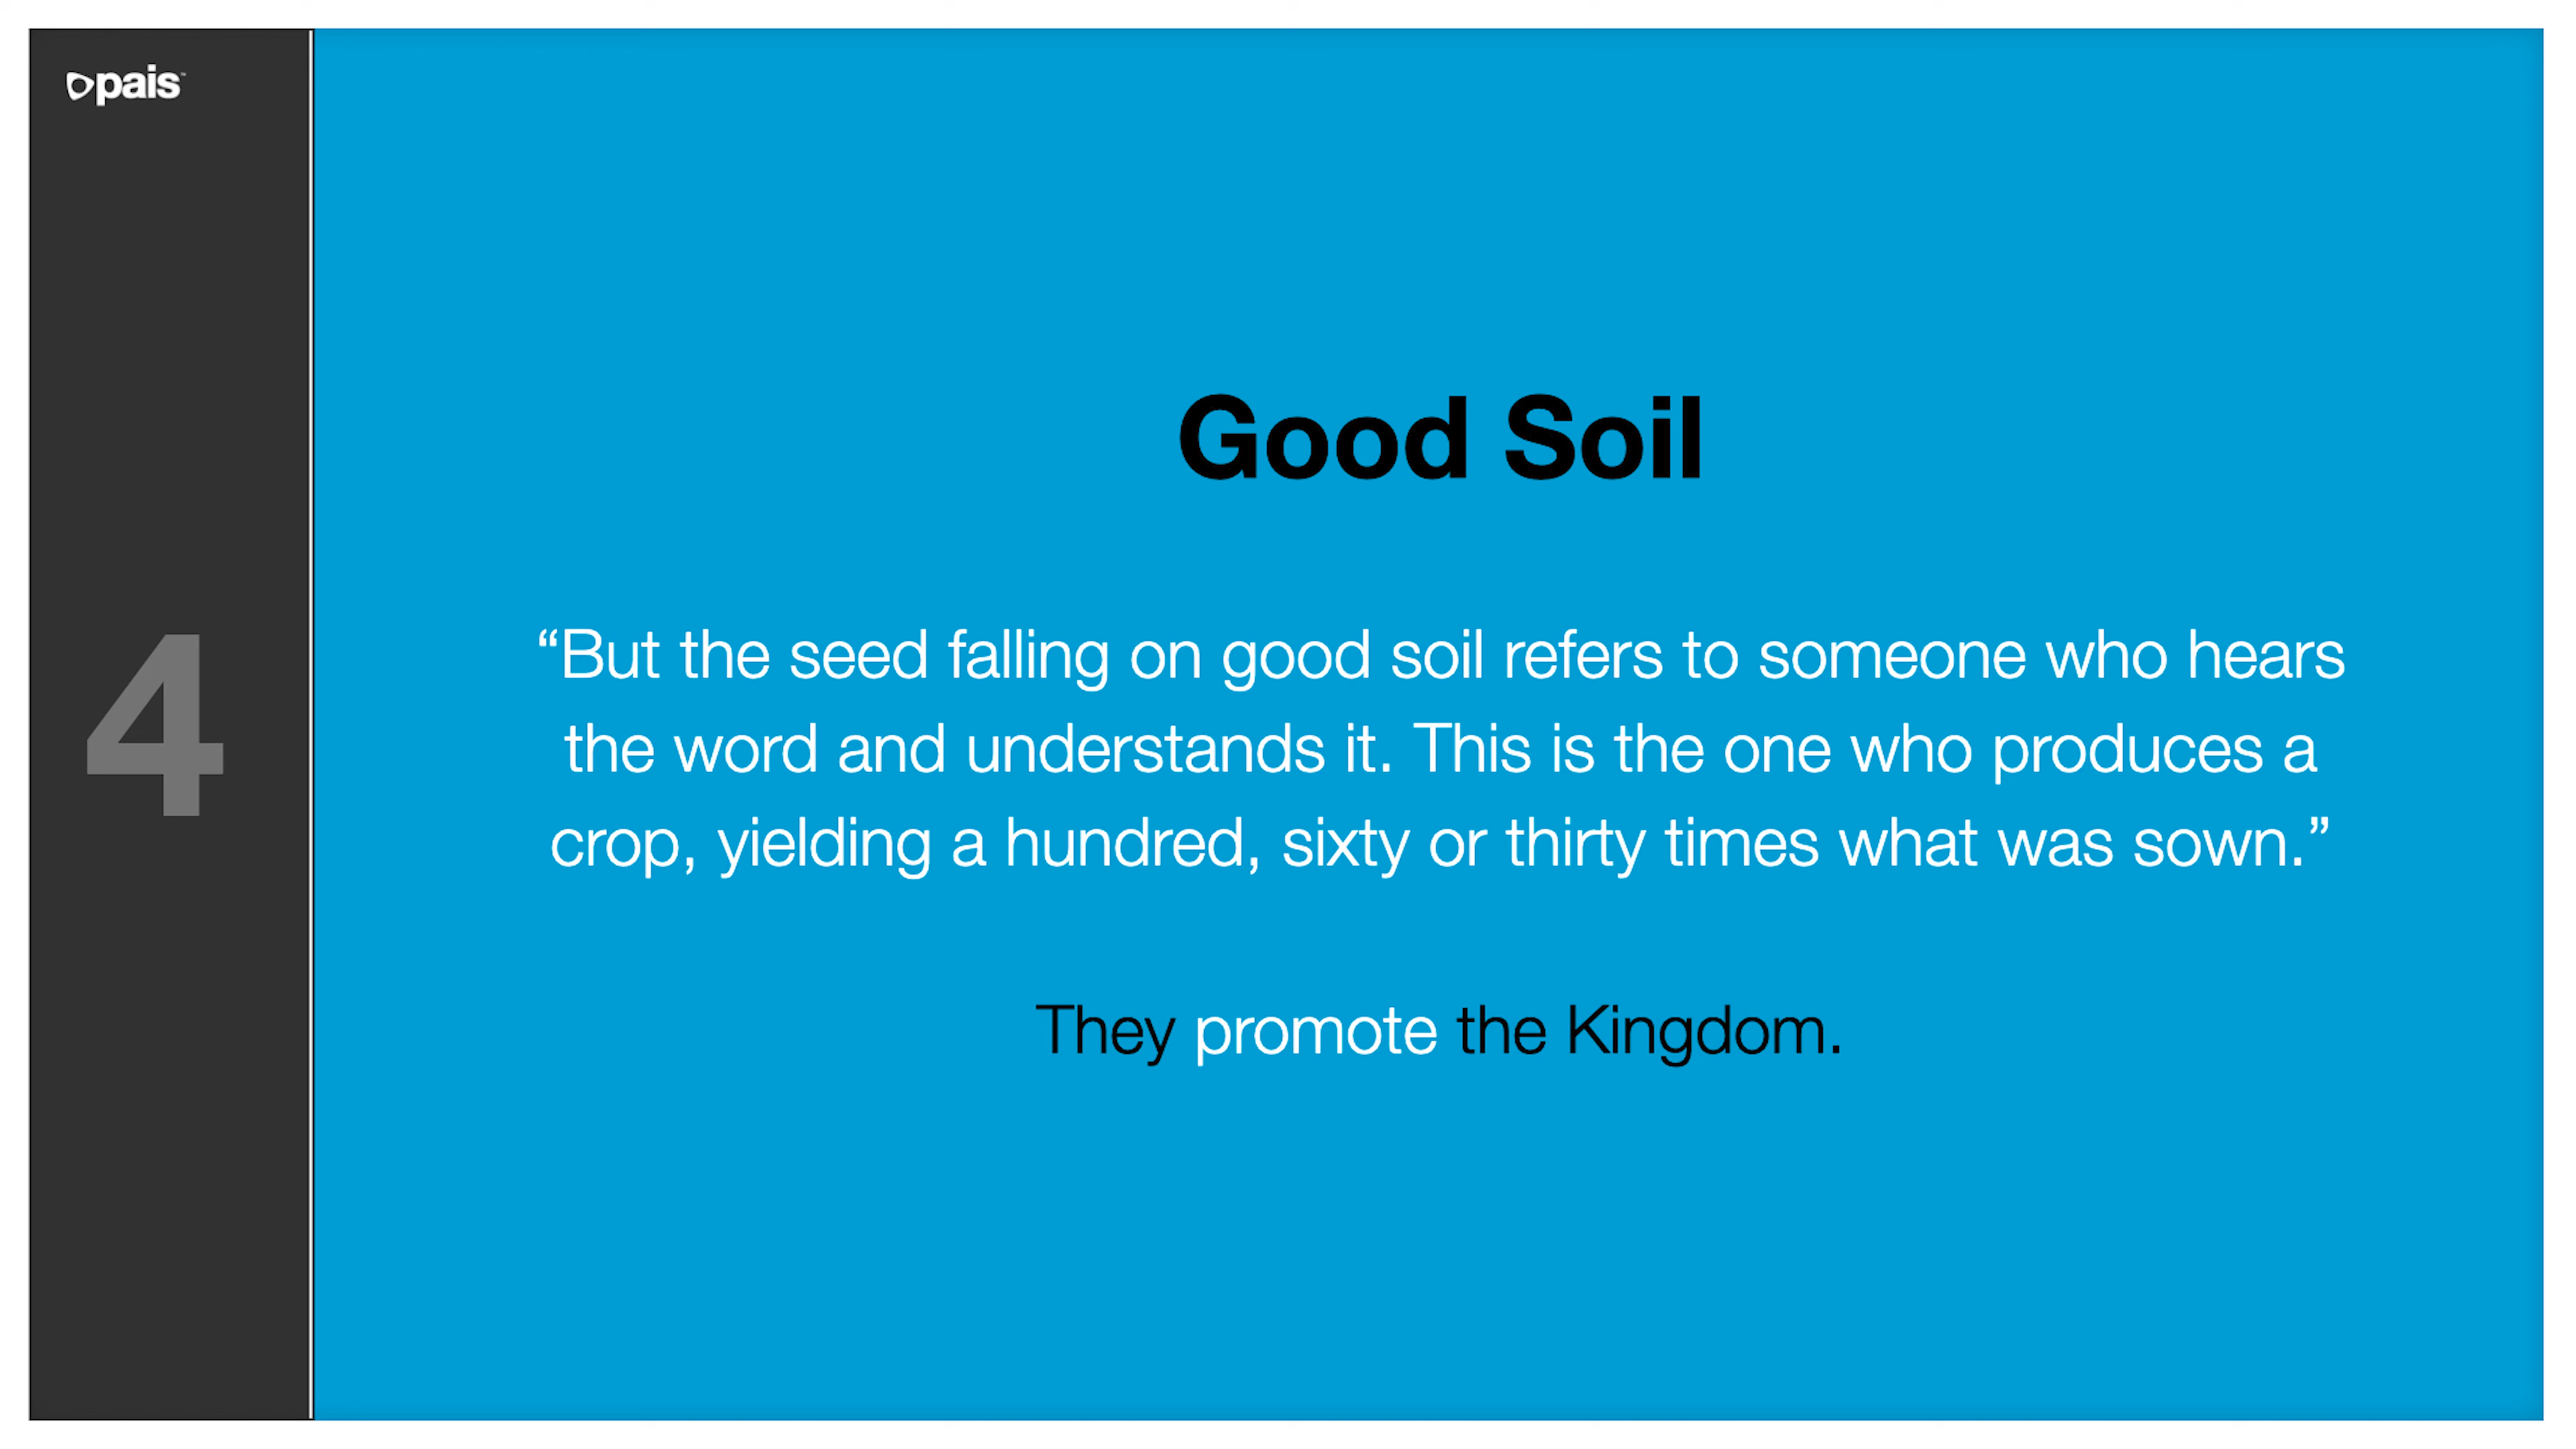 pais™
4
Good Soil
“But the seed falling on good soil refers to someone who hears
the word and understands it. This is the one who produces a
crop, yielding a hundred, sixty or thirty times what was sown.”
They promote the Kingdom.